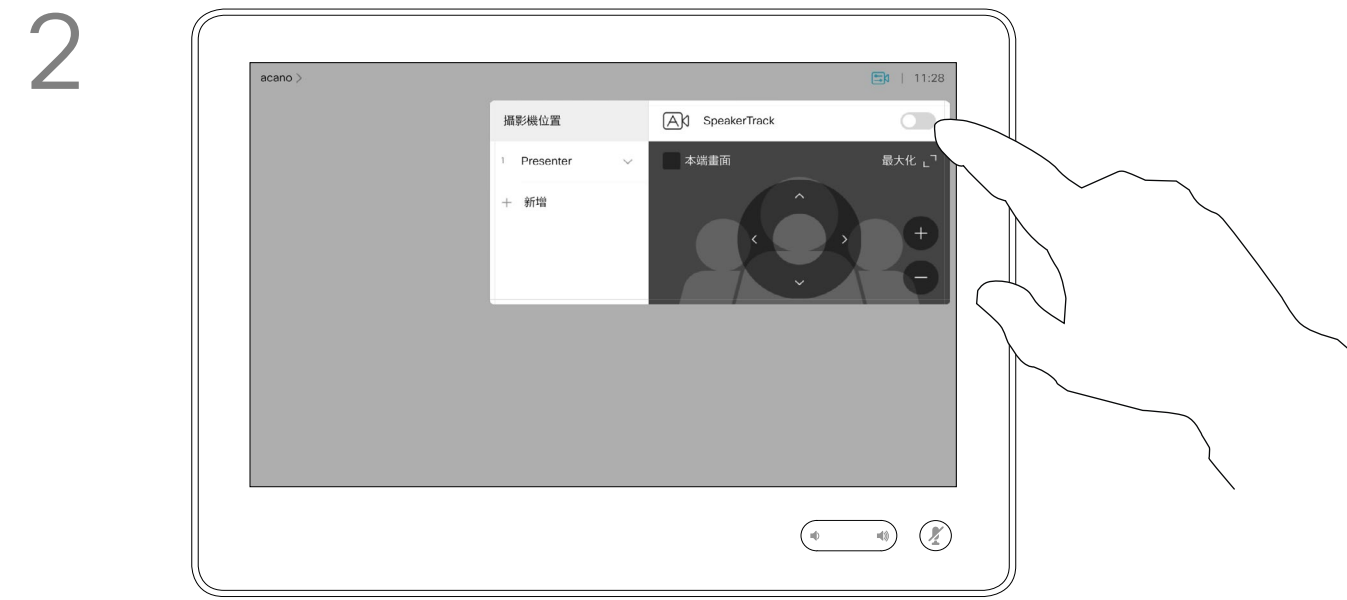 2
acano >
11:28
攝影機位置
A
SpeakerTrack
1 Presenter
本端畫面
最大化
+ 新增